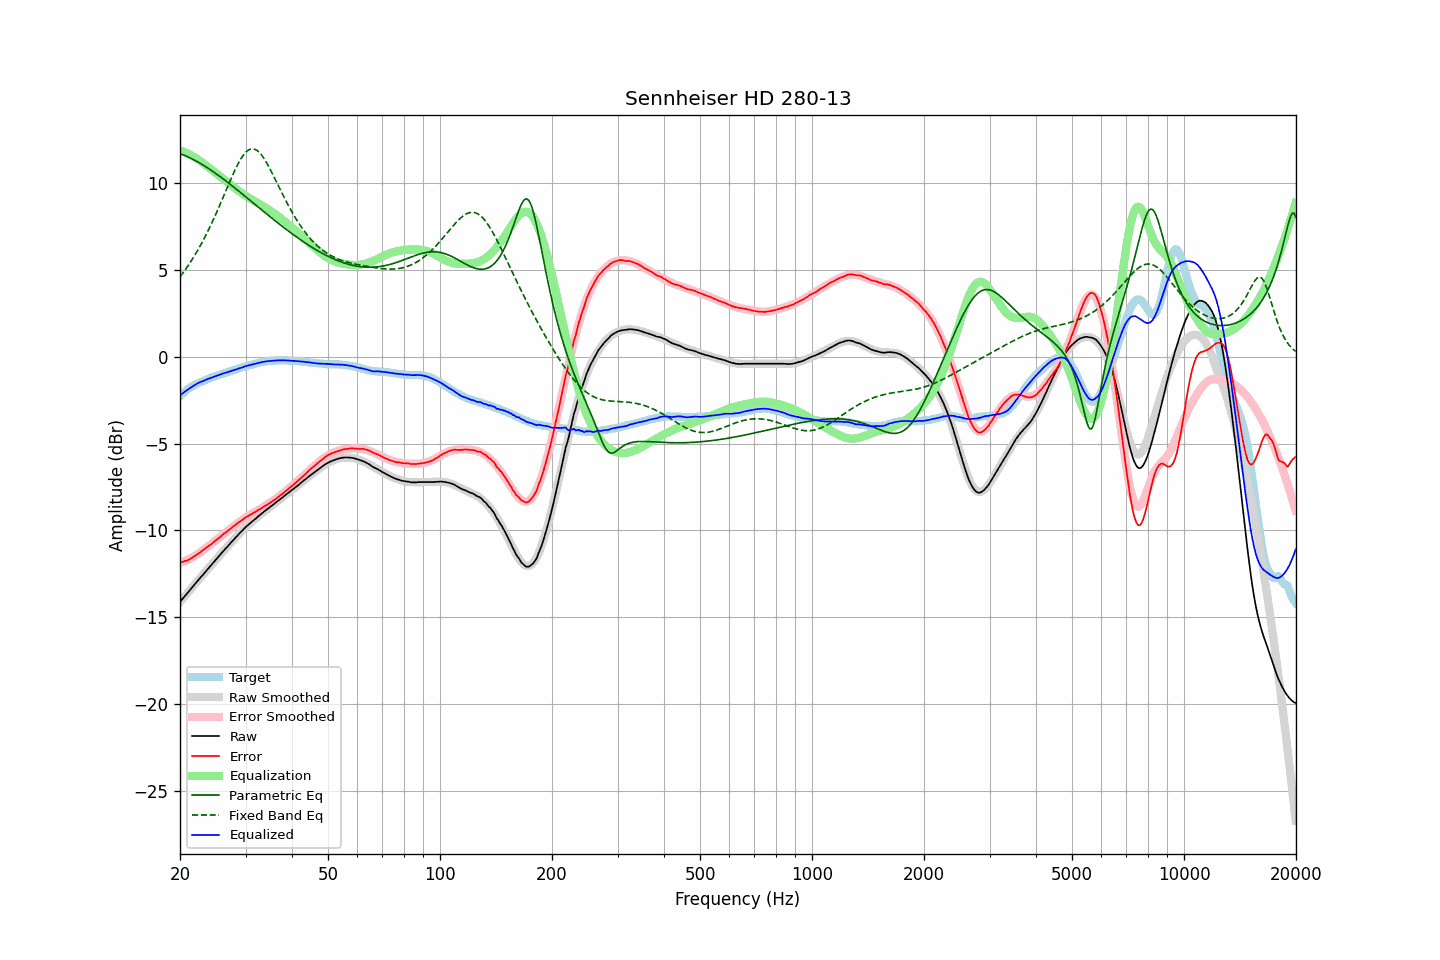 Sennheiser HD 280-13
Amplitude (dBr)
10
5
0
−5
−10
−15
−20
−25
Target
Raw Smoothed
Error Smoothed
Raw
Error
Equalization
Parametric Eq
Fixed Band Eq
Equalized
20 50 100 200 500 1000 2000 5000 10000 20000
Frequency (Hz)